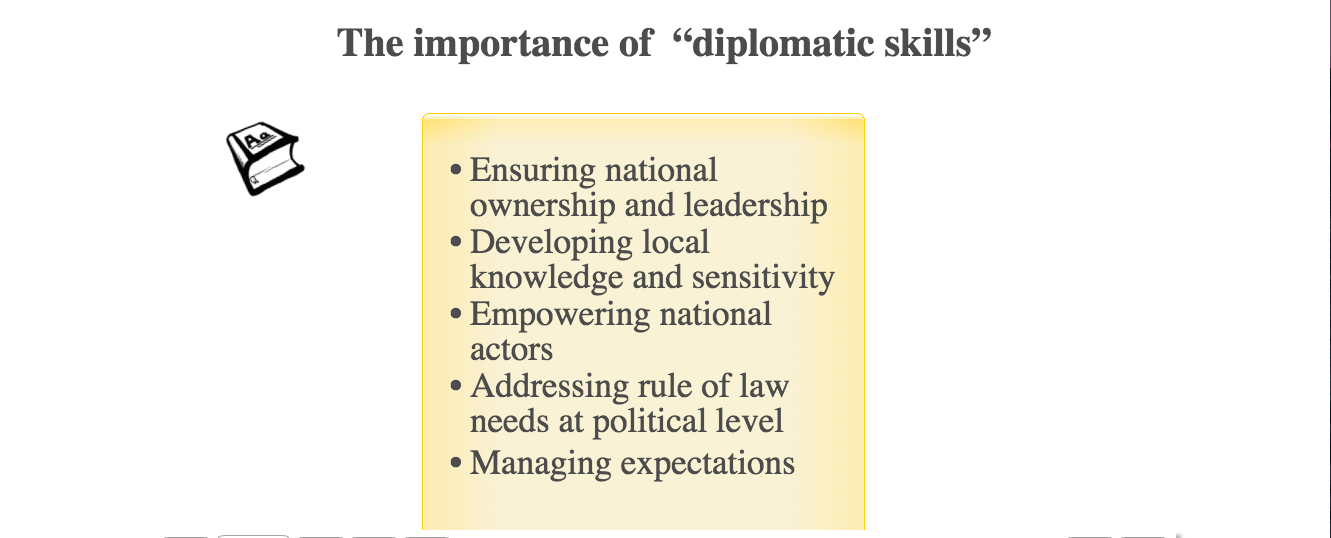 The importance of “diplomatic skills”
Aa
• Ensuring national
ownership and leadership
• Developing local
knowledge and sensitivity
• Empowering national
actors
• Addressing rule of law
needs at political level
• Managing expectations